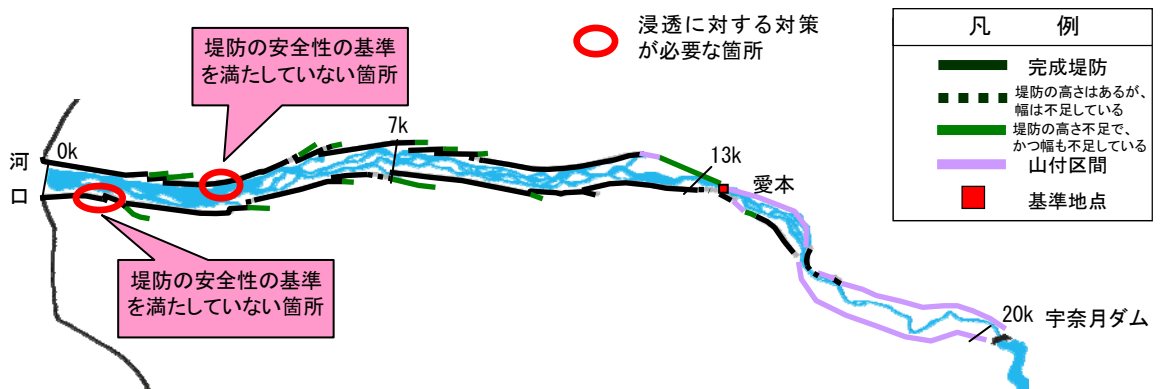 堤防の安全性の基準
を満たしていない箇所
浸透に対する対策
が必要な箇所
凡 例
完成堤防
堤防の高さはあるが、
幅は不足している
堤防の高さ不足で、
かつ幅も不足している
山付区間
基準地点
河
口
0k
7k
13k
愛本
20k
宇奈月ダム
堤防の安全性の基準
を満たしていない箇所